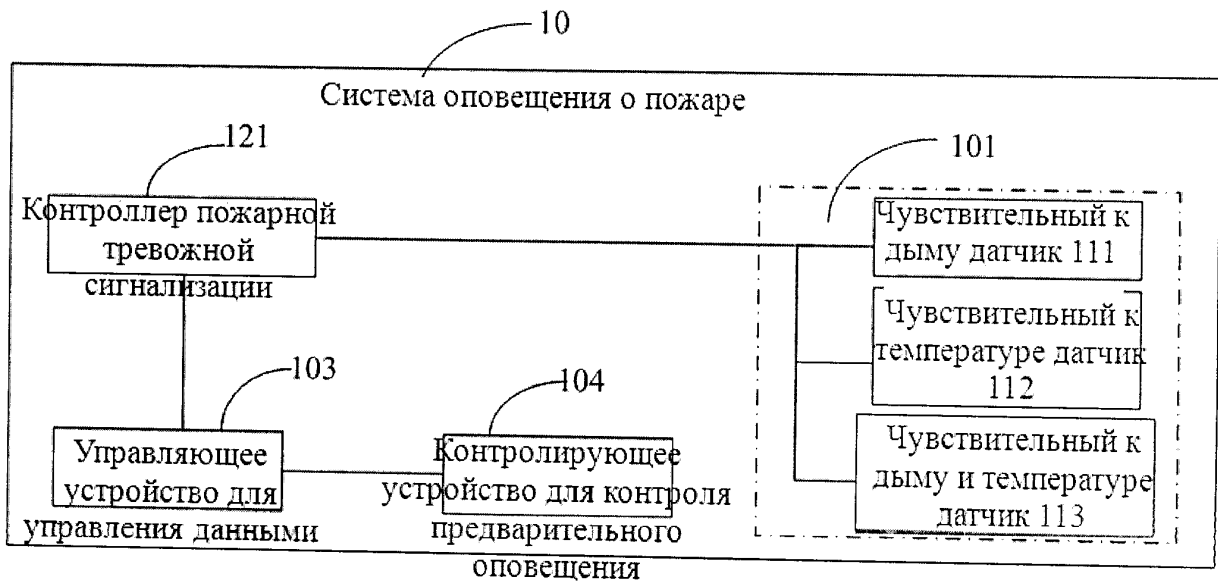 10
Система оповещения о пожаре
121
101
Контроллер пожарной
тревожной
сигнализации
Чувствительный к
дыму датчик 111
Чувствительный к
температуре датчик
112
103
104
Управляющее
устройство для
управления данными
Контролирующее
устройство для контроля
предварительного
оповещения
Чувствительный к
дыму и температуре
датчик 113